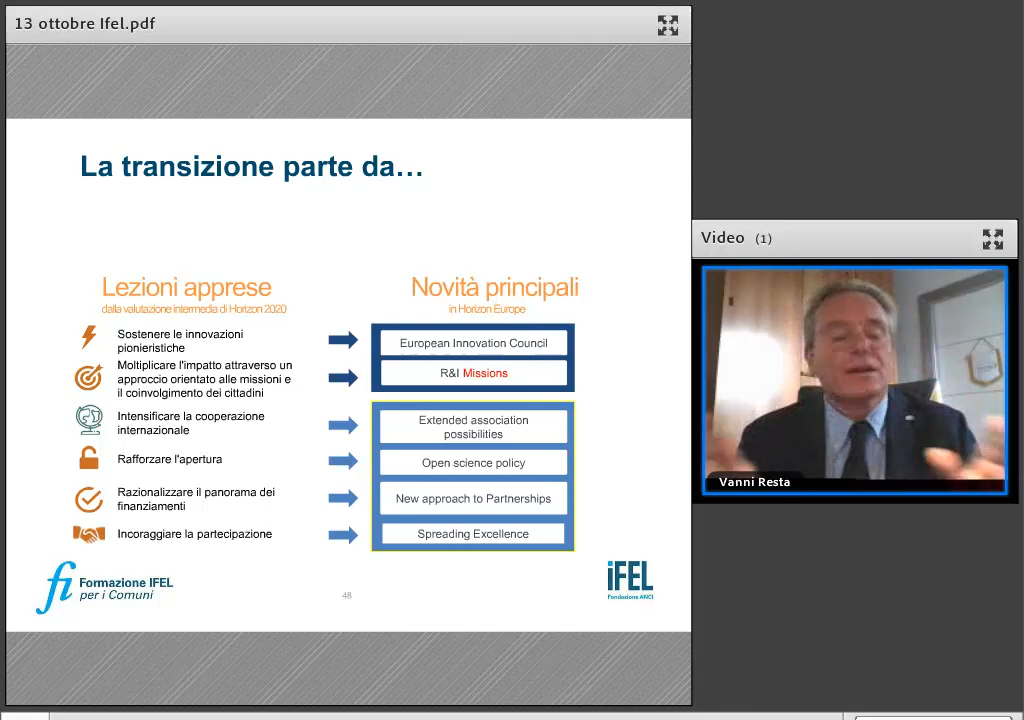 13 ottobre Ifel.pdf
La transizione parte da…
Lezioni apprese
dalla valutazione intermedia di Horizon 2020
Novità principali
in Horizon Europe
Sostenere le innovazioni
pionieristiche
Moltiplicare l'impatto attraverso un
approccio orientato alle missioni e
il coinvolgimento dei cittadini
Intensificare la cooperazione
internazionale
Rafforzare l'apertura
Razionalizzare il panorama dei
finanziamenti
Incoraggiare la partecipazione
European Innovation Council
R&I Missions
Extended association
possibilities
Open science policy
New approach to Partnerships
Spreading Excellence
fi Formazione IFEL
per i Comuni
48
iFEL
Fondazione ANCI
Video (1)
Vanni Resta